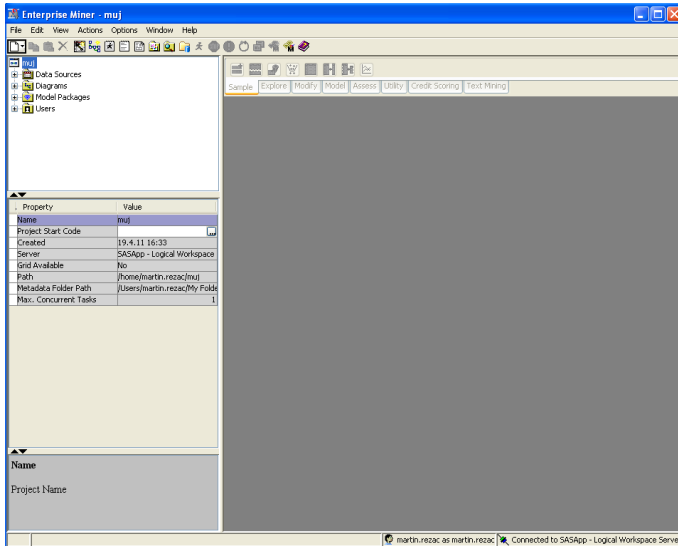 Enterprise Miner - muj
File Edit View Actions Options Window Help
muj
Data Sources
Diagrams
Model Packages
Users
Sample Explore Modify Model Assess Utility Credit Scoring Text Mining
Property Value
Name muj
Project Start Code ...
Created 19.4.11 16:33
Server SASApp - Logical Workspace
Grid Available No
Path /home/martin.rezac/muj
Metadata Folder Path /Users/martin.rezac/My Folde
Max. Concurrent Tasks 1
Name
Project Name
martin.rezac as martin.rezac Connected to SASApp - Logical Workspace Serve